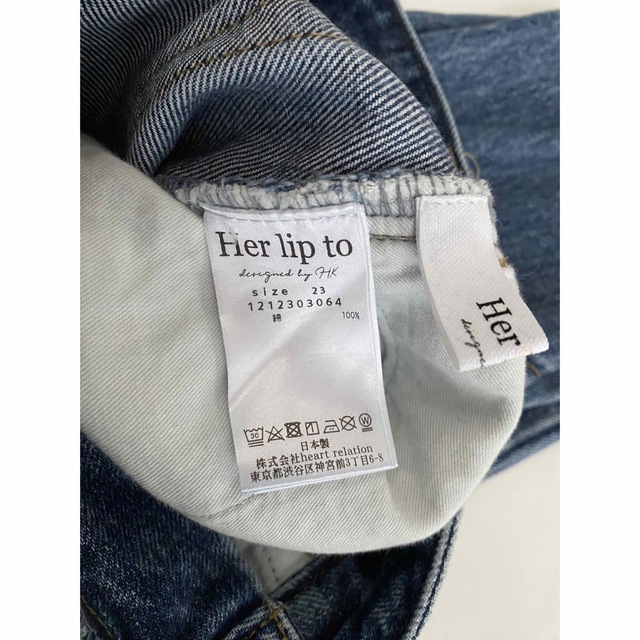 Her lip to
designed by HK
size 23
1212303064
綿 100%
30
W
日本製
株式会社heart relation
東京都渋谷区神宮前3丁目6-8
Her
designe